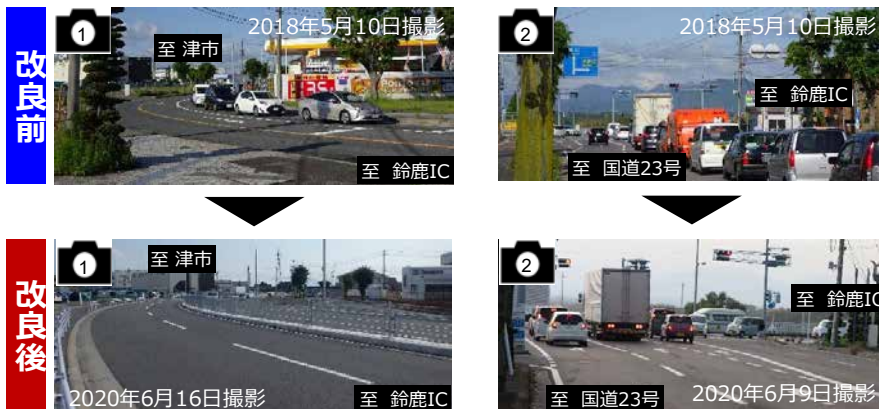 改良前
1
至 津市
2018年5月10日撮影
至 鈴鹿IC
2
2018年5月10日撮影
至 鈴鹿IC
至 国道23号
改良後
1
至 津市
2020年6月16日撮影
至 鈴鹿IC
2
至 鈴鹿IC
至 国道23号
2020年6月9日撮影